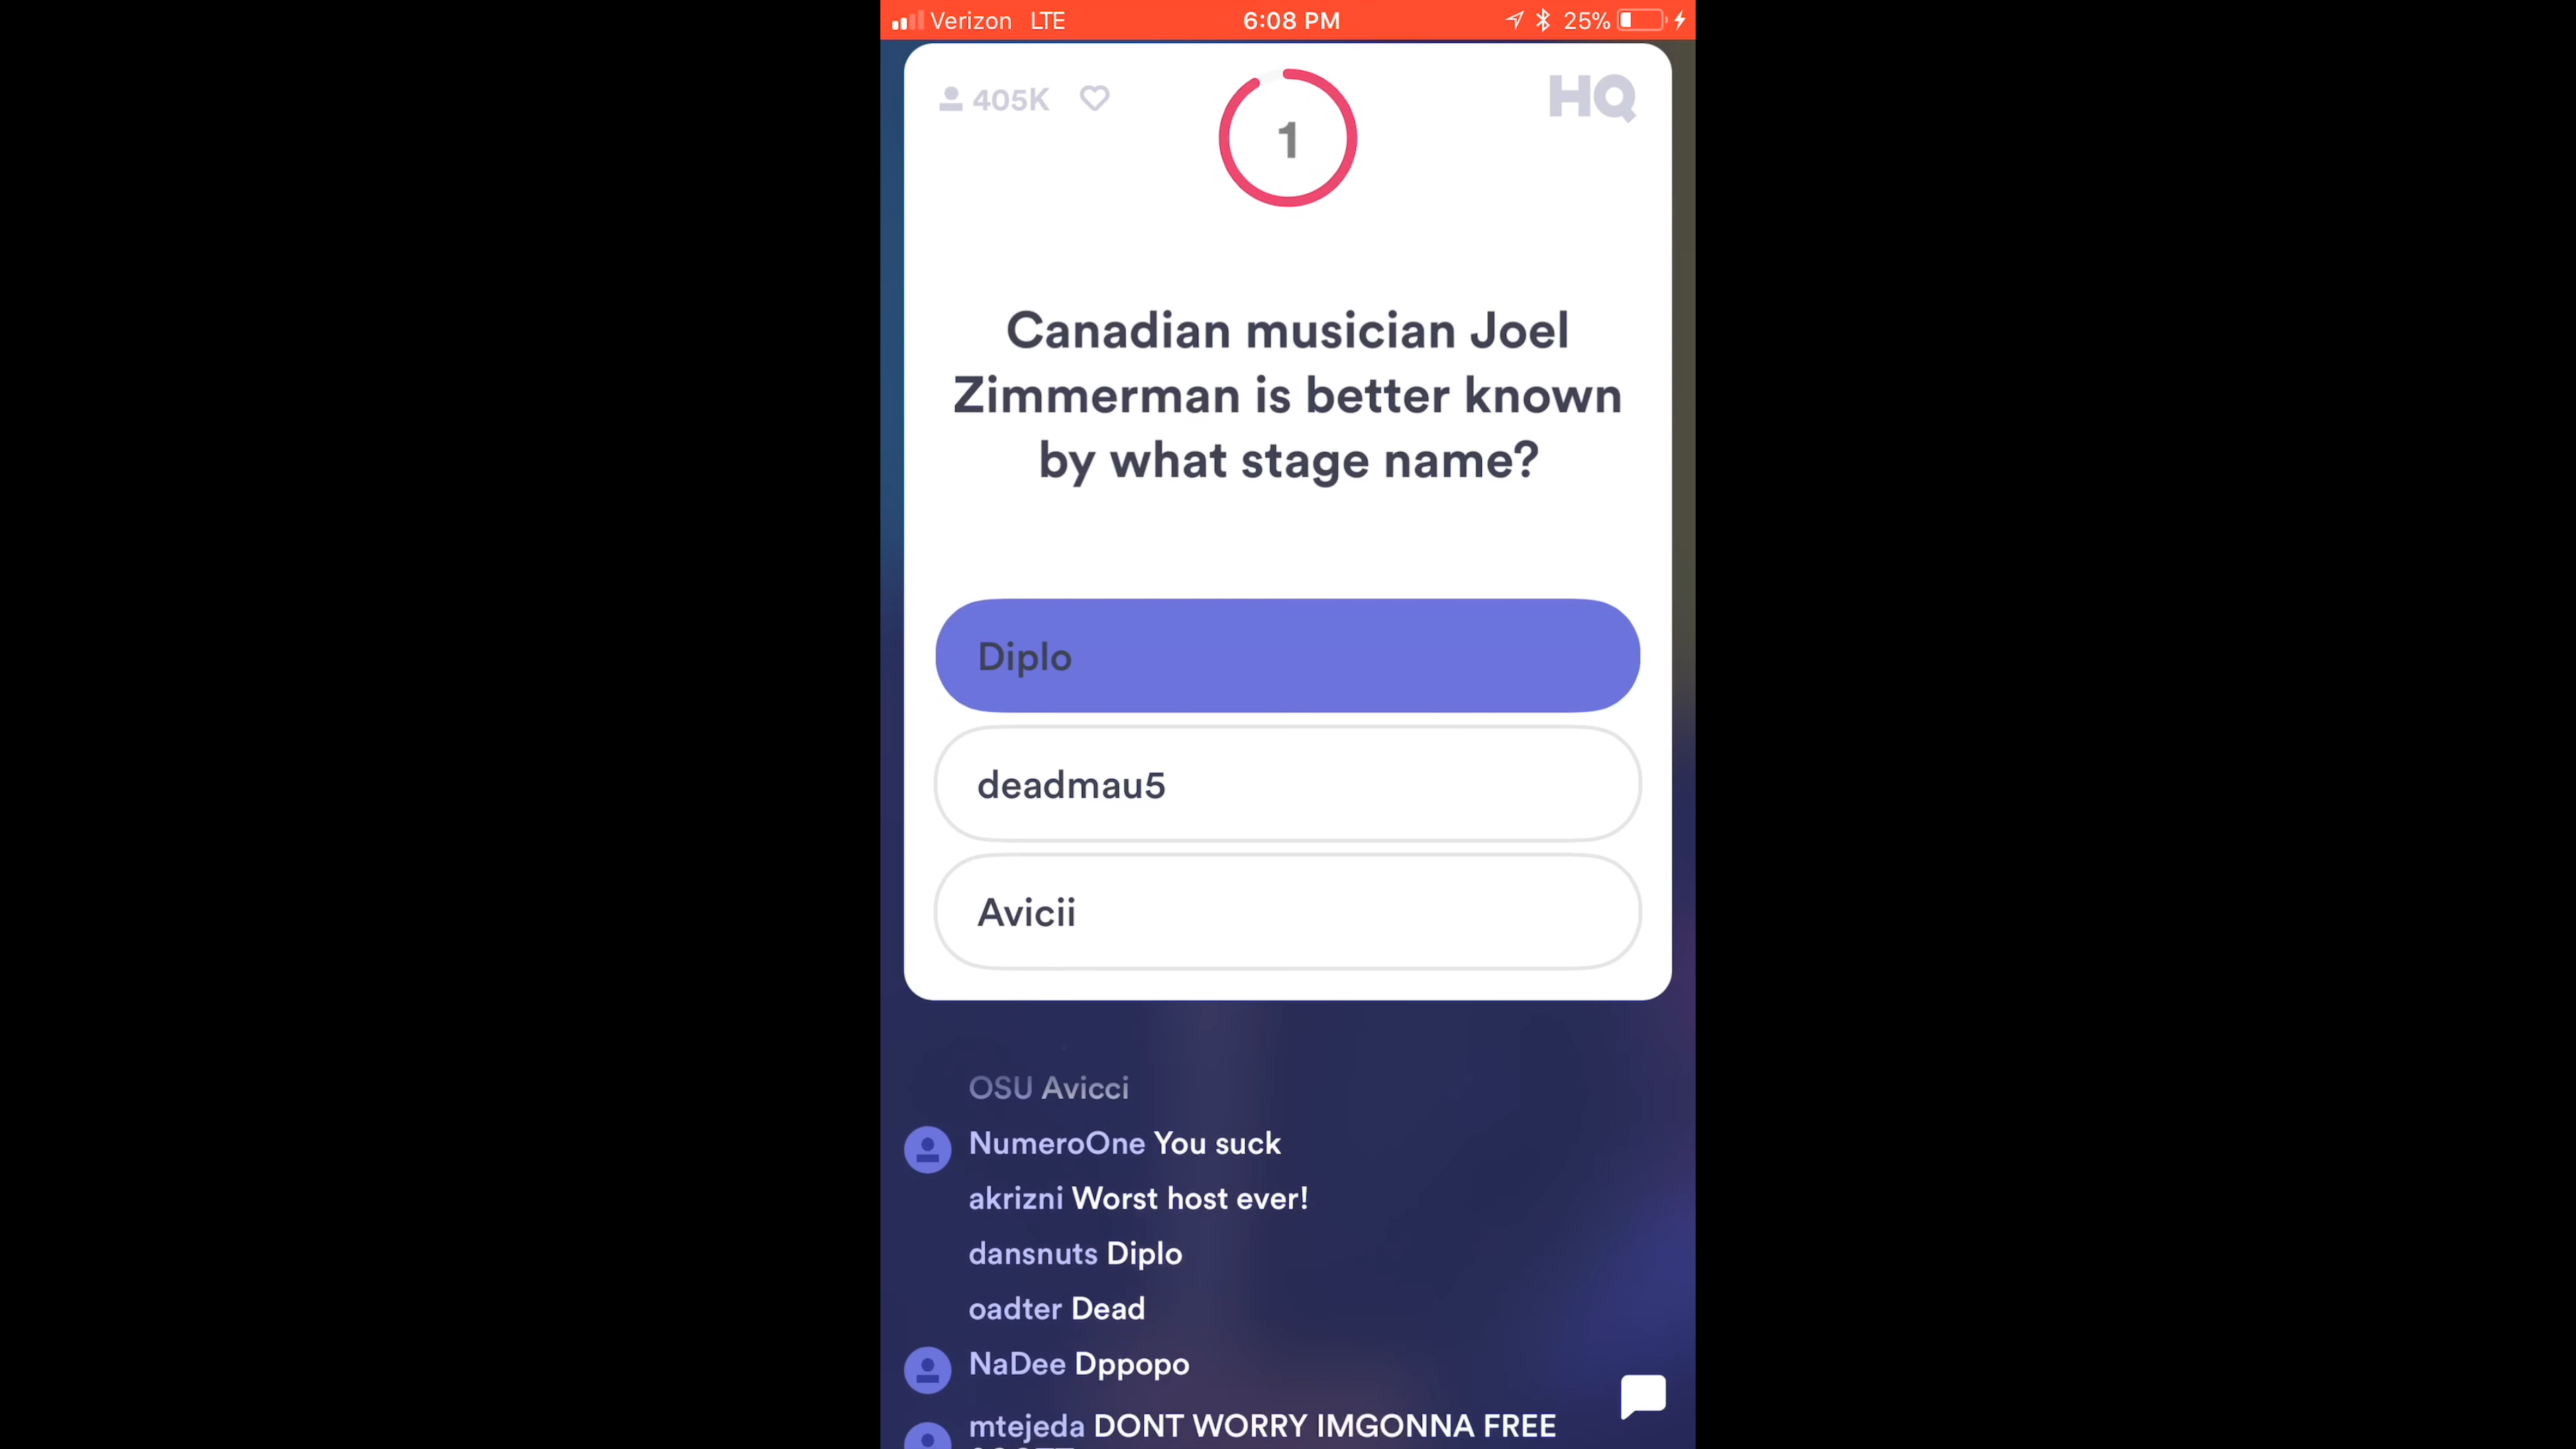 Verizon LTE 6:08 PM 25%
405K 1 HQ
Canadian musician Joel
Zimmerman is better known
by what stage name?
Diplo
deadmau5
Avicii
OSU Avicci
NumeroOne You suck
akrizni Worst host ever!
dansnuts Diplo
oadter Dead
NaDee Dppopo
mtejeda DONT WORRY IMGONNA FREE